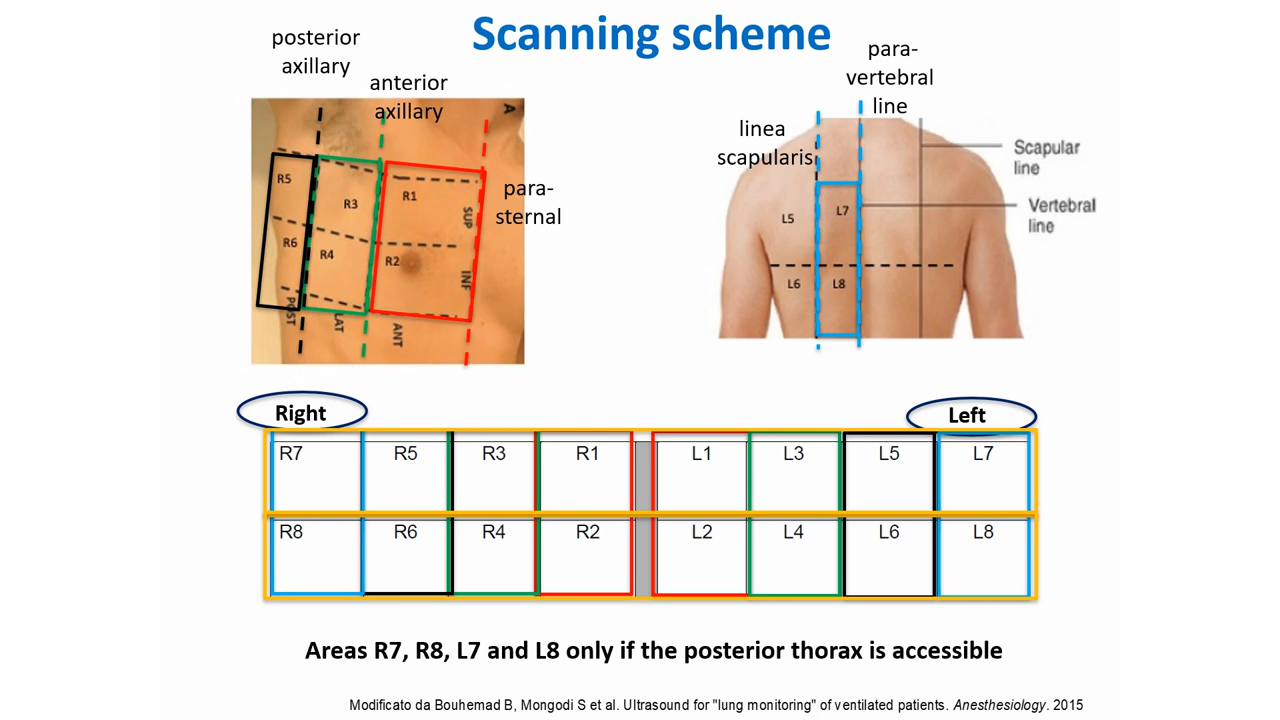 Scanning scheme
posterior
axillary
anterior
axillary
para-
sternal
A
R5
R3
R1
SUP
R6
R4
R2
INF
POST
LAT
ANT
linea
scapularis
para-
vertebral
line
Scapular
line
Vertebral
line
L5
L7
L6
L8
Right
Left
R7 R5 R3 R1 L1 L3 L5 L7
R8 R6 R4 R2 L2 L4 L6 L8
Areas R7, R8, L7 and L8 only if the posterior thorax is accessible
Modificato da Bouhemad B, Mongodi S et al. Ultrasound for "lung monitoring" of ventilated patients. Anesthesiology. 2015